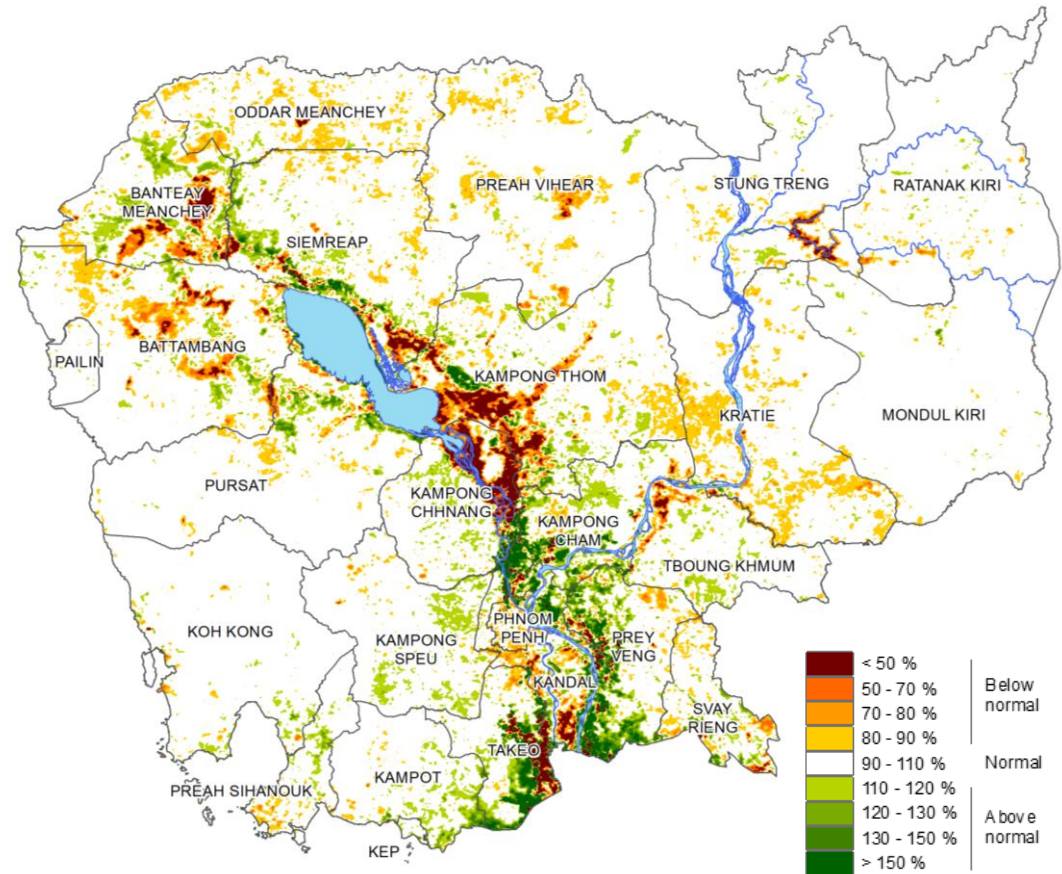 ODDAR MEANCHEY
BANTEAY
MEANCHEY
PREAH VIHEAR
STUNG TRENG
RATANAK KIRI
SIEMREAP
PAILIN
BATTAMBANG
KAMPONG THOM
KRATIE
MONDUL KIRI
PURSAT
KAMPONG
CHHNANG
KAMPONG
CHAM
TBOUNG KHMUM
KOH KONG
KAMPONG
SPEU
PHNOM
PENH
PREY
VENG
KANDAL
SVAY
RIENG
TAKEO
KAMPOT
PREAH SIHANOUK
KEP
< 50 %
50 - 70 %
70 - 80 %
80 - 90 %
Below
normal
90 - 110 %
Normal
110 - 120 %
120 - 130 %
130 - 150 %
> 150 %
Above
normal